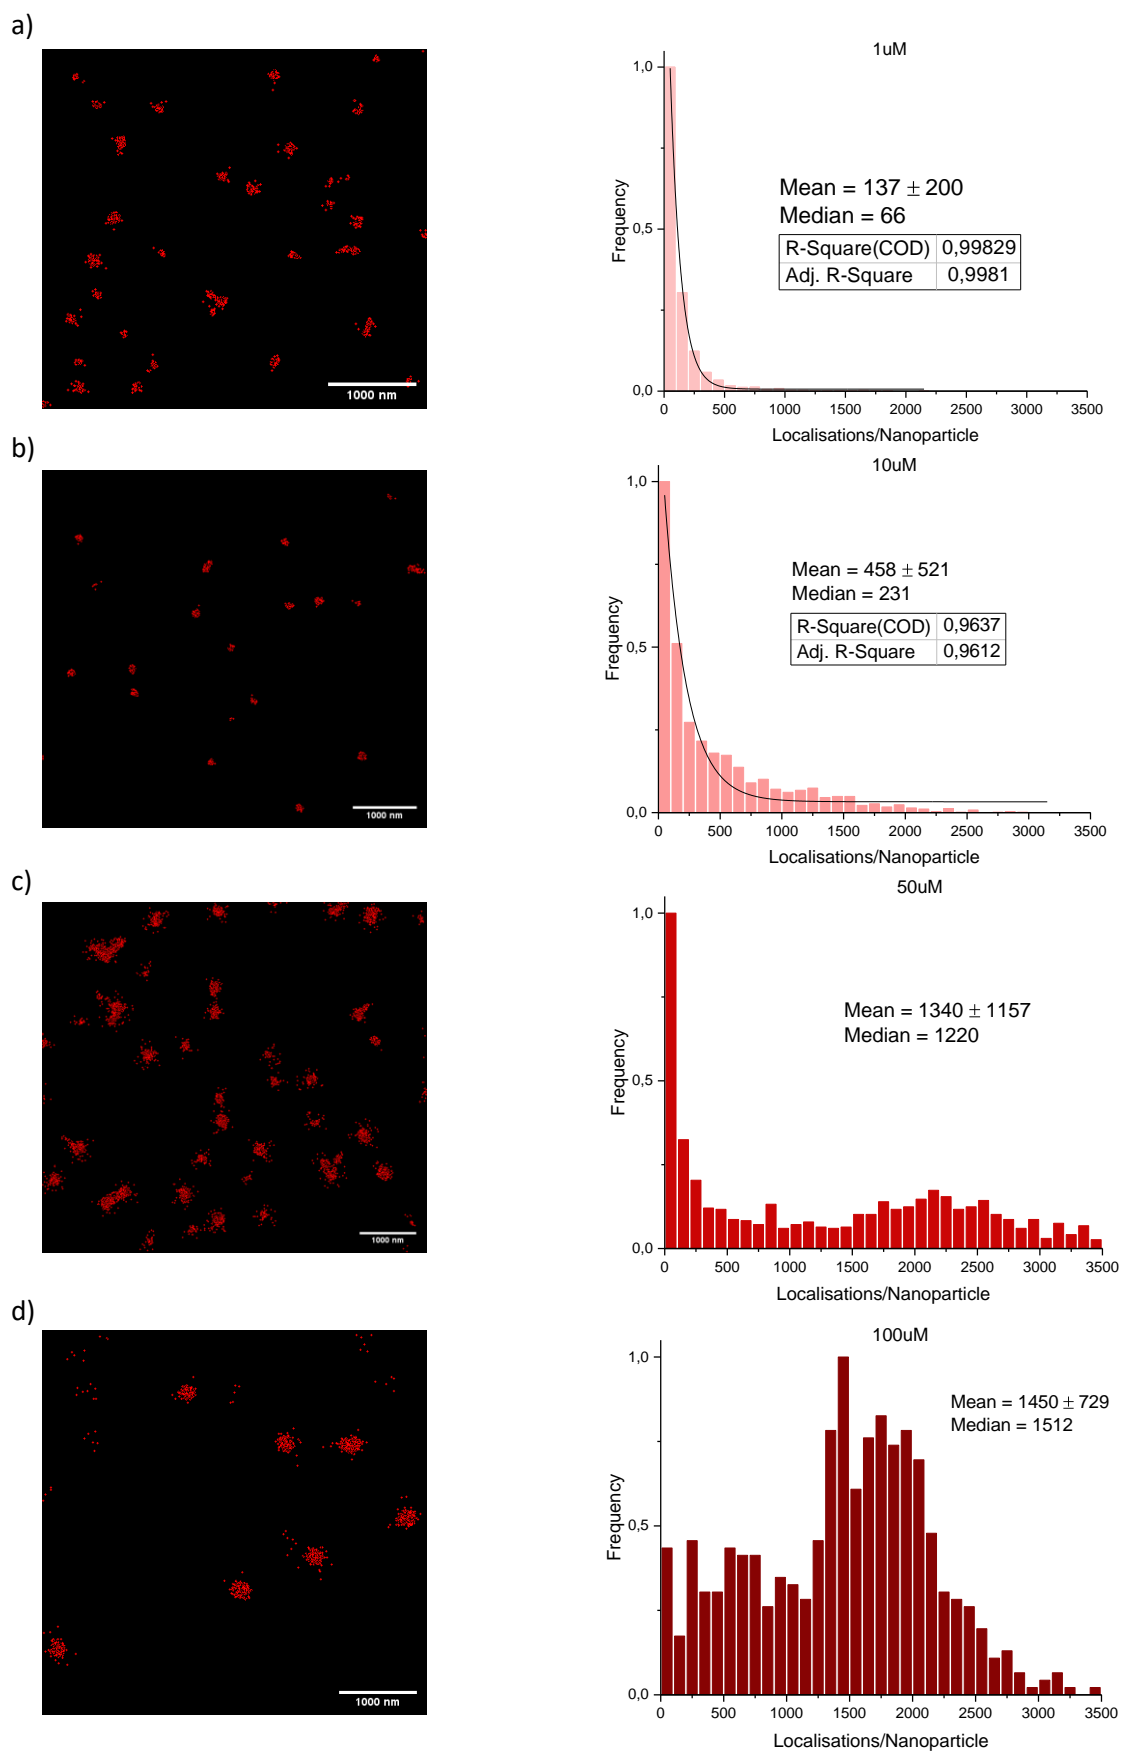 a)
1uM
1,0
0,5
0,0
Frequency
Mean = 137 ± 200
Median = 66
R-Square(COD) 0,99829
Adj. R-Square 0,9981
0 500 1000 1500 2000 2500 3000 3500
Localisations/Nanoparticle
1000 nm
b)
10uM
1,0
0,5
0,0
Frequency
Mean = 458 ± 521
Median = 231
R-Square(COD) 0,9637
Adj. R-Square 0,9612
0 500 1000 1500 2000 2500 3000 3500
Localisations/Nanoparticle
1000 nm
c)
50uM
1,0
0,5
0,0
Frequency
Mean = 1340 ± 1157
Median = 1220
0 500 1000 1500 2000 2500 3000 3500
Localisations/Nanoparticle
1000 nm
d)
100uM
1,0
0,5
0,0
Frequency
Mean = 1450 ± 729
Median = 1512
0 500 1000 1500 2000 2500 3000 3500
Localisations/Nanoparticle
1000 nm